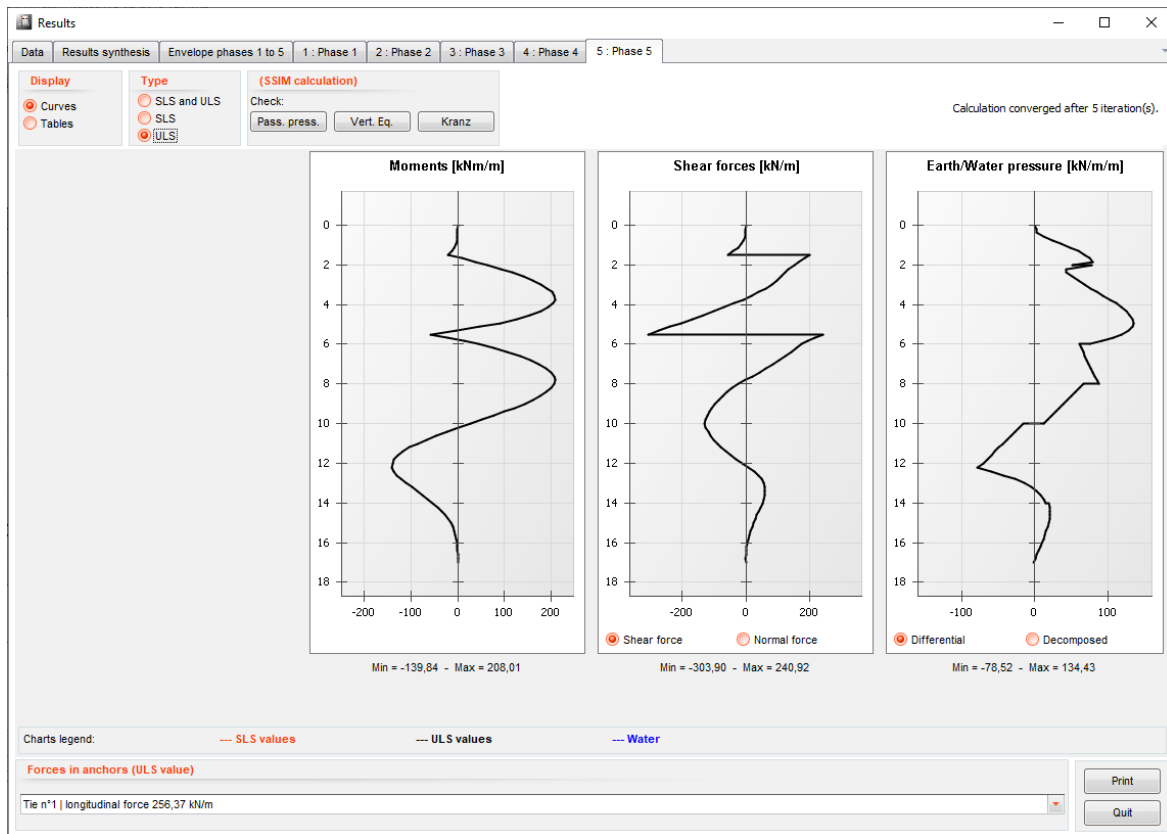 Results
Data Results synthesis Envelope phases 1 to 5 1 : Phase 1 2 : Phase 2 3 : Phase 3 4 : Phase 4 5 : Phase 5
Display
Curves
Tables
Type
SLS and ULS
SLS
ULS
(SSIM calculation)
Check:
Pass. press. Vert. Eq. Kranz
Calculation converged after 5 iteration(s).
Moments [kNm/m]
0
2
4
6
8
10
12
14
16
18
-200 -100 0 100 200
Min = -139,84 - Max = 208,01
Shear forces [kN/m]
0
2
4
6
8
10
12
14
16
18
-200 0 200
Shear force Normal force
Min = -303,90 - Max = 240,92
Earth/Water pressure [kN/m/m]
0
2
4
6
8
10
12
14
16
18
-100 0 100
Differential Decomposed
Min = -78,52 - Max = 134,43
Charts legend: --- SLS values --- ULS values --- Water
Forces in anchors (ULS value)
Tie n°1 | longitudinal force 256,37 kN/m
Print
Quit